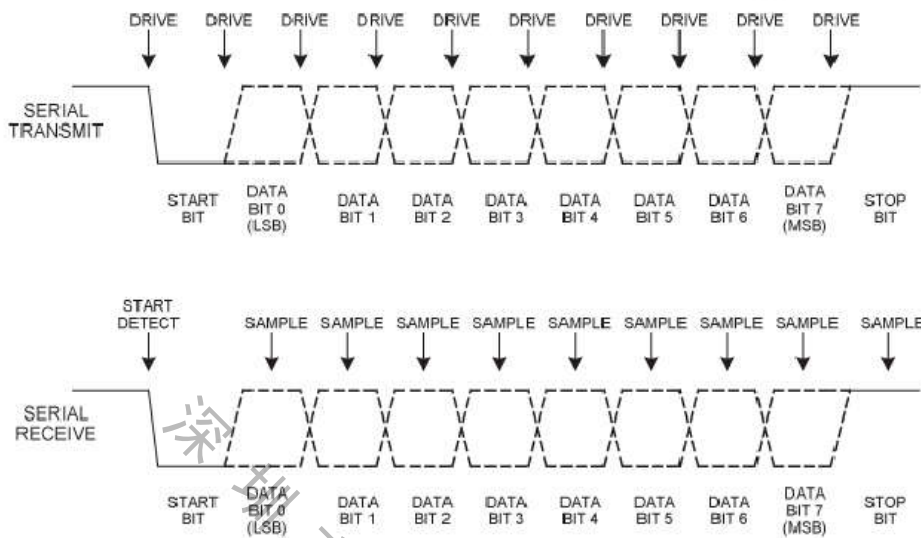 DRIVE DRIVE DRIVE DRIVE DRIVE DRIVE DRIVE DRIVE DRIVE DRIVE
SERIAL
TRANSMIT
START
BIT
DATA
BIT 0
(LSB)
DATA
BIT 1
DATA
BIT 2
DATA
BIT 3
DATA
BIT 4
DATA
BIT 5
DATA
BIT 6
DATA
BIT 7
(MSB)
STOP
BIT
START
DETECT
SAMPLE SAMPLE SAMPLE SAMPLE SAMPLE SAMPLE SAMPLE SAMPLE SAMPLE
SERIAL
RECEIVE
START
BIT
DATA
BIT 0
(LSB)
DATA
BIT 1
DATA
BIT 2
DATA
BIT 3
DATA
BIT 4
DATA
BIT 5
DATA
BIT 6
DATA
BIT 7
(MSB)
STOP
BIT
深圳